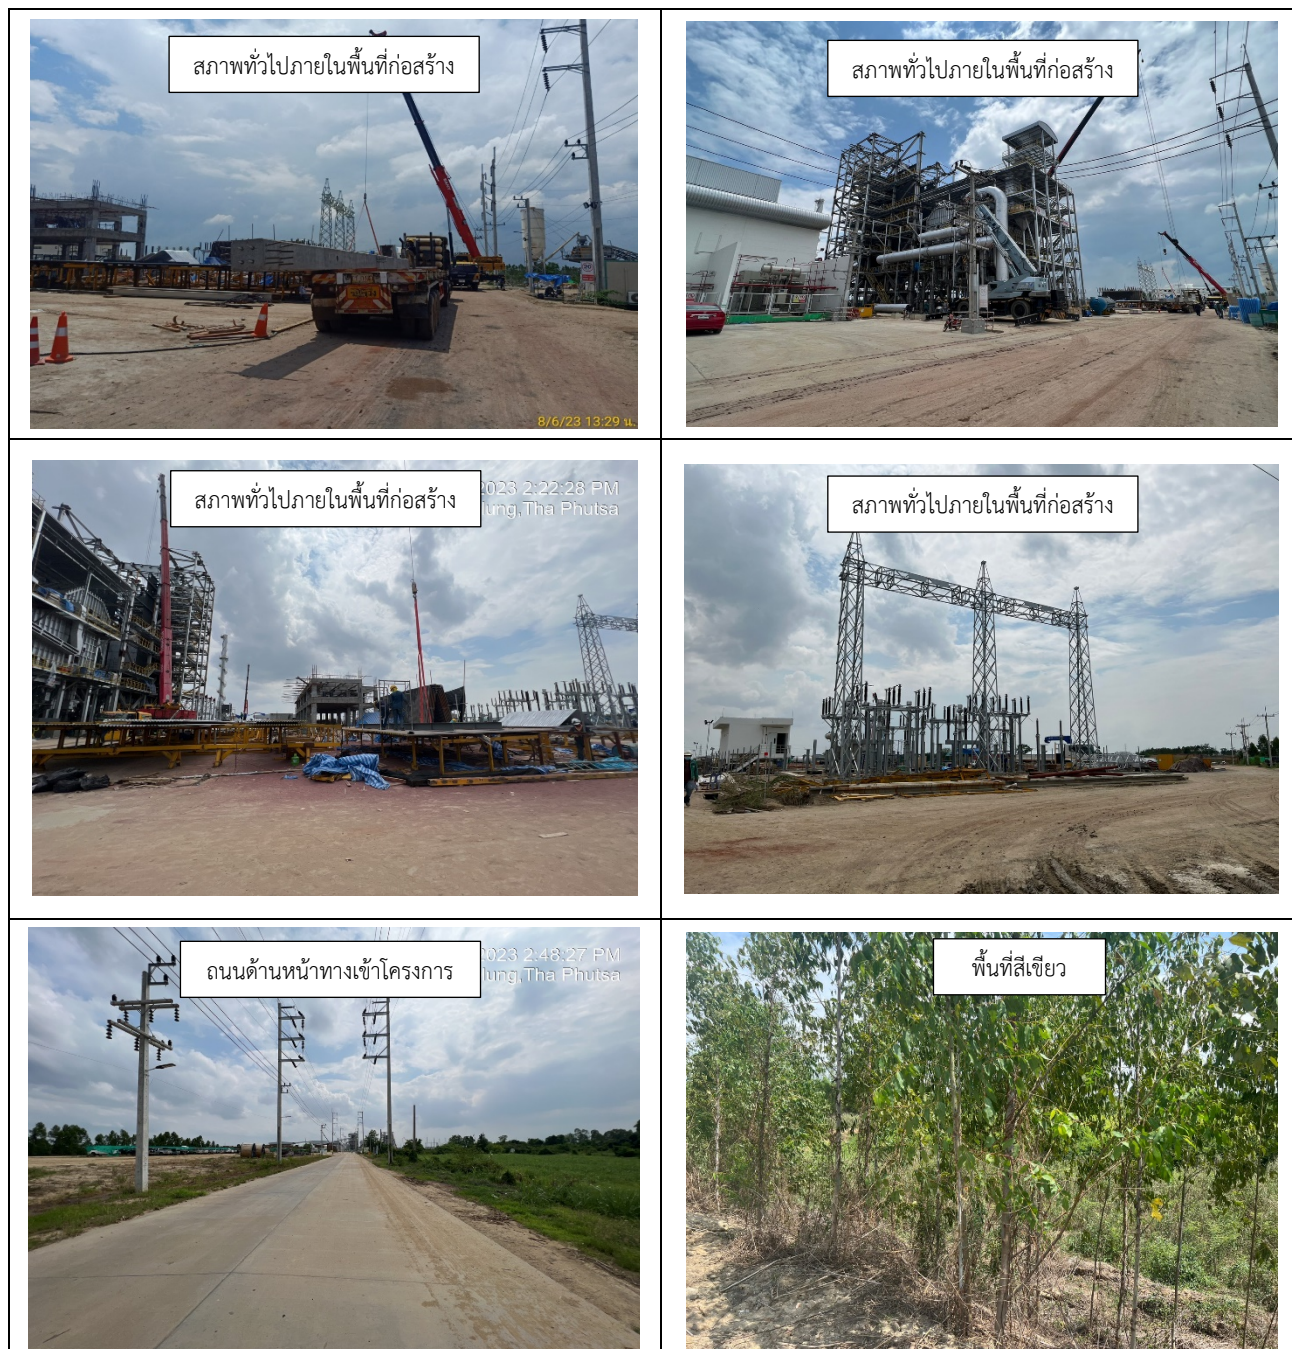 สภาพทั่วไปภายในพื้นที่ก่อสร้าง
8/6/23 13:29 น.
สภาพทั่วไปภายในพื้นที่ก่อสร้าง
สภาพทั่วไปภายในพื้นที่ก่อสร้าง
2023 2:22:28 PM
ung,Tha Phutsa
สภาพทั่วไปภายในพื้นที่ก่อสร้าง
ถนนด้านหน้าทางเข้าโครงการ
2023 2:48:27 PM
lung,Tha Phutsa
พื้นที่สีเขียว